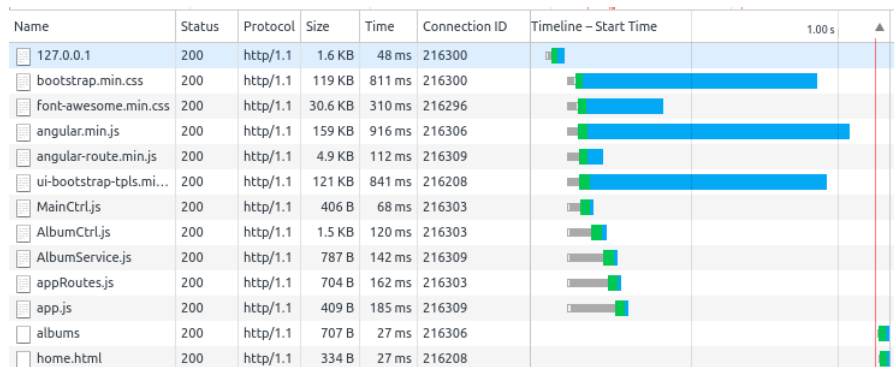 Name Status Protocol Size Time Connection ID Timeline – Start Time 1.00 s ▲
127.0.0.1 200 http/1.1 1.6 KB 48 ms 216300
bootstrap.min.css 200 http/1.1 119 KB 811 ms 216300
font-awesome.min.css 200 http/1.1 30.6 KB 310 ms 216296
angular.min.js 200 http/1.1 159 KB 916 ms 216306
angular-route.min.js 200 http/1.1 4.9 KB 112 ms 216309
ui-bootstrap-tpls.mi... 200 http/1.1 121 KB 841 ms 216208
MainCtrl.js 200 http/1.1 406 B 68 ms 216303
AlbumCtrl.js 200 http/1.1 1.5 KB 120 ms 216303
AlbumService.js 200 http/1.1 787 B 142 ms 216309
appRoutes.js 200 http/1.1 704 B 162 ms 216303
app.js 200 http/1.1 409 B 185 ms 216309
albums 200 http/1.1 707 B 27 ms 216306
home.html 200 http/1.1 334 B 27 ms 216208